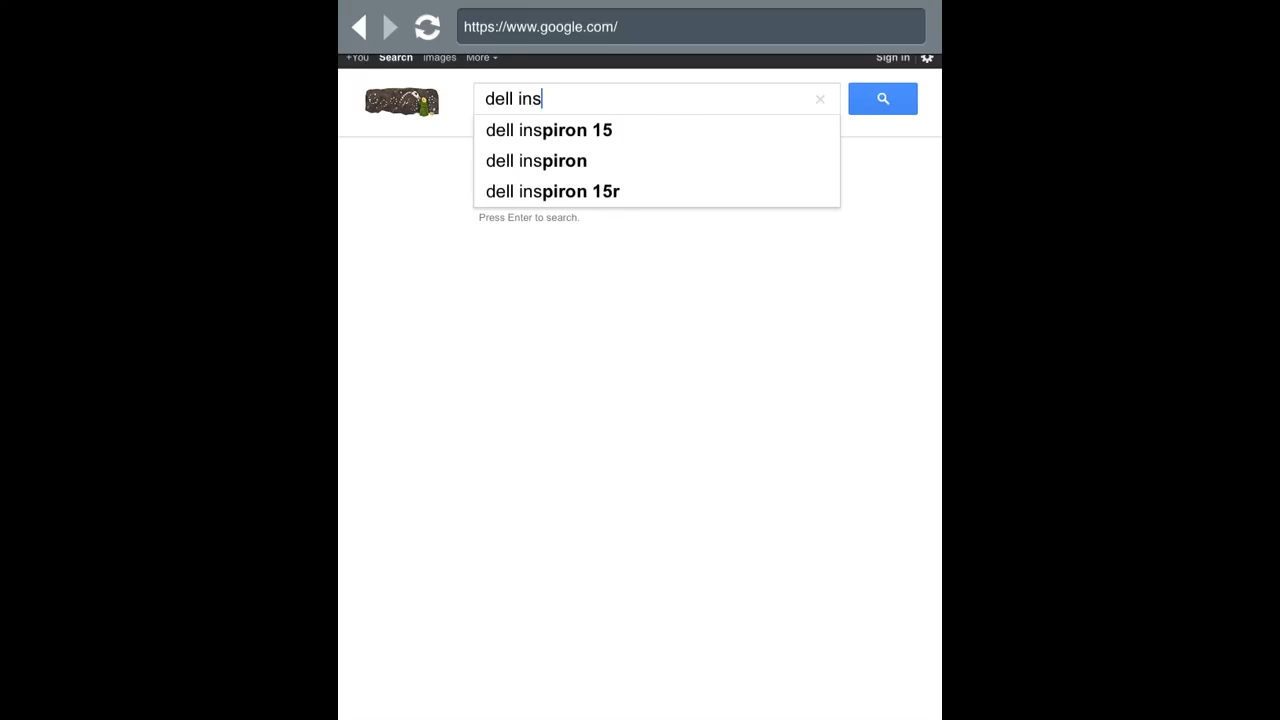 https://www.google.com/
+You Search Images More Sign in
dell ins
dell inspiron 15
dell inspiron
dell inspiron 15r
Press Enter to search.